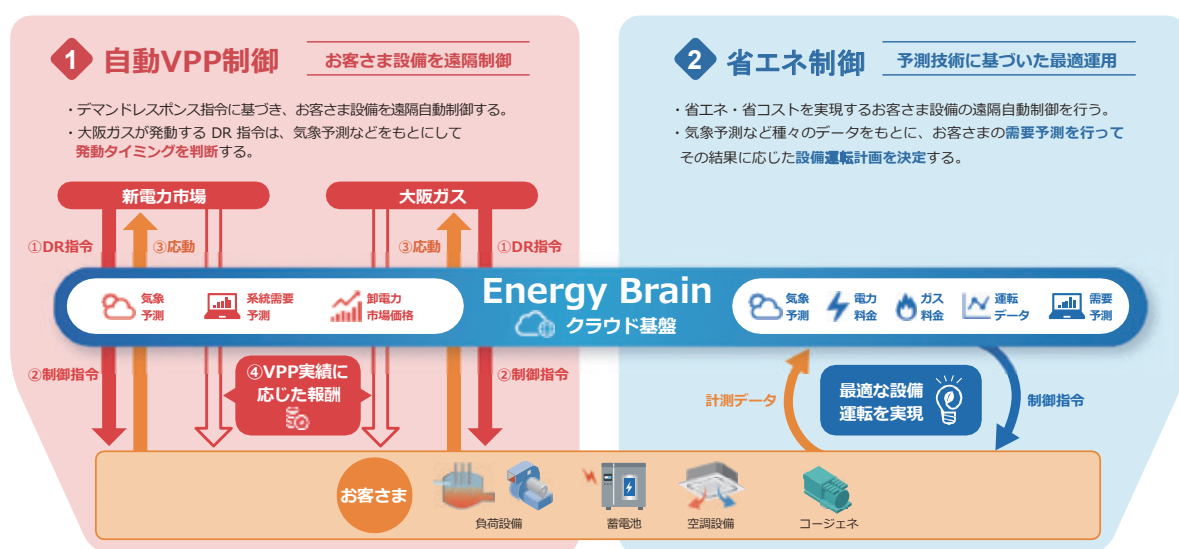 1 自動VPP制御 お客さま設備を遠隔制御
・デマンドレスポンス指令に基づき、お客さま設備を遠隔自動制御する。
・大阪ガスが発動する DR 指令は、気象予測などをもとにして
発動タイミングを判断する。
新電力市場
大阪ガス
①DR指令
③応動
③応動
①DR指令
気象
予測
系統需要
予測
卸電力
市場価格
②制御指令
④VPP実績に
応じた報酬
②制御指令
Energy Brain
クラウド基盤
2 省エネ制御 予測技術に基づいた最適運用
・省エネ・省コストを実現するお客さま設備の遠隔自動制御を行う。
・気象予測など種々のデータをもとに、お客さまの需要予測を行って
その結果に応じた設備運転計画を決定する。
気象
予測
電力
料金
ガス
料金
運転
データ
需要
予測
計測データ
最適な設備
運転を実現
制御指令
お客さま
負荷設備
蓄電池
空調設備
コージェネ